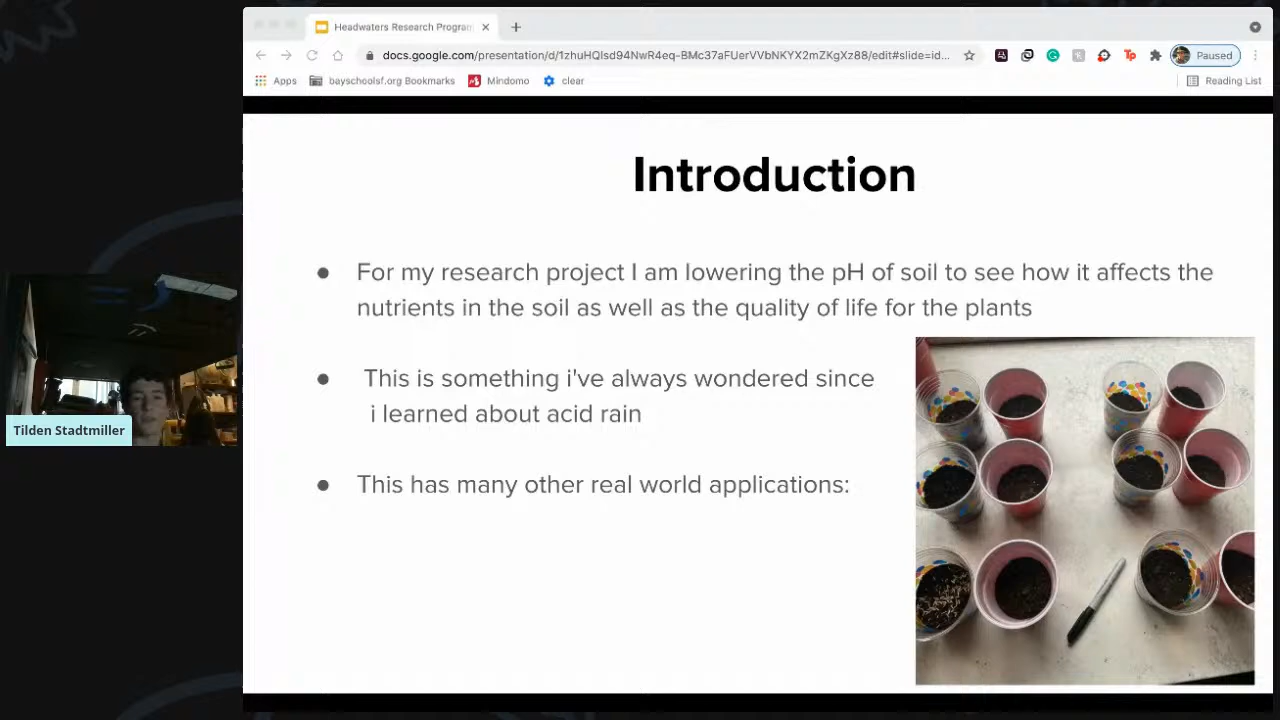 Headwaters Research Program
docs.google.com/presentation/d/1zhuHQlsd94NwR4eq-BMc37aFUerVVbNKYX2mZKgXz88/edit#slide=id...
Paused
Apps
bayschoolsf.org Bookmarks
Mindomo
clear
Reading List
Introduction
● For my research project I am lowering the pH of soil to see how it affects the
nutrients in the soil as well as the quality of life for the plants
● This is something i've always wondered since
i learned about acid rain
● This has many other real world applications:
Tilden Stadtmiller